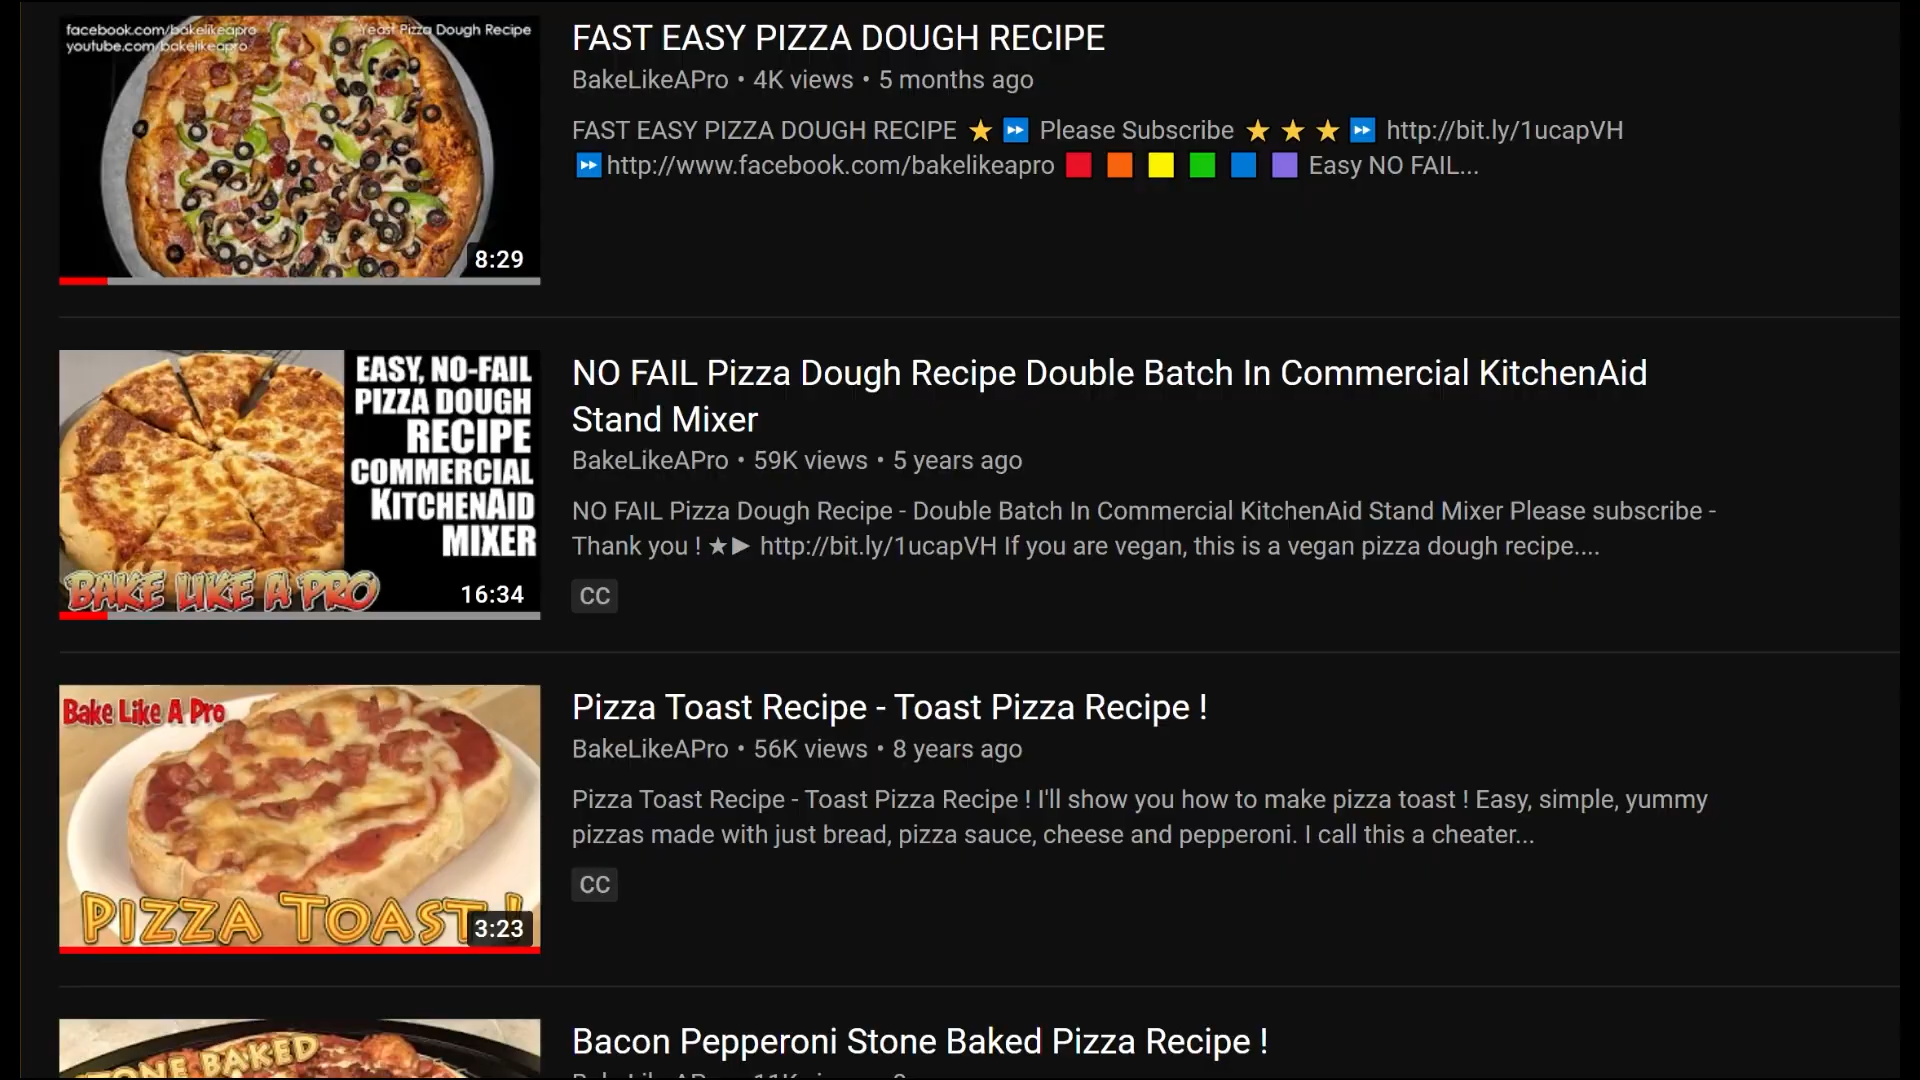 facebook.com/bakelikeapro
youtube.com/bakelikeapro
Yeast Pizza Dough Recipe
8:29
FAST EASY PIZZA DOUGH RECIPE
BakeLikeAPro • 4K views • 5 months ago
FAST EASY PIZZA DOUGH RECIPE ⭐ ⏩ Please Subscribe ⭐ ⭐ ⭐ ⏩ http://bit.ly/1ucapVH
⏩http://www.facebook.com/bakelikeapro 🟥 🟧 🟨 🟩 🟦 🟪 Easy NO FAIL...
EASY, NO-FAIL
PIZZA DOUGH
RECIPE
COMMERCIAL
KITCHENAID
MIXER
BAKE LIKE A PRO
16:34
NO FAIL Pizza Dough Recipe Double Batch In Commercial KitchenAid
Stand Mixer
BakeLikeAPro • 59K views • 5 years ago
NO FAIL Pizza Dough Recipe - Double Batch In Commercial KitchenAid Stand Mixer Please subscribe -
Thank you ! ★► http://bit.ly/1ucapVH If you are vegan, this is a vegan pizza dough recipe....
CC
Bake Like A Pro
PIZZA TOAST !
3:23
Pizza Toast Recipe - Toast Pizza Recipe !
BakeLikeAPro • 56K views • 8 years ago
Pizza Toast Recipe - Toast Pizza Recipe ! I'll show you how to make pizza toast ! Easy, simple, yummy
pizzas made with just bread, pizza sauce, cheese and pepperoni. I call this a cheater...
CC
STONE BAKED
Bacon Pepperoni Stone Baked Pizza Recipe !